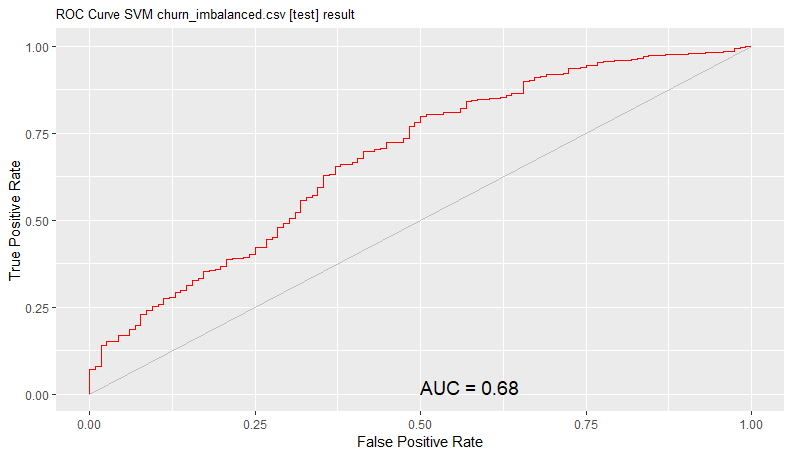 ROC Curve SVM churn_imbalanced.csv [test] result
True Positive Rate
1.00
0.75
0.50
0.25
0.00
AUC = 0.68
0.00 0.25 0.50 0.75 1.00
False Positive Rate